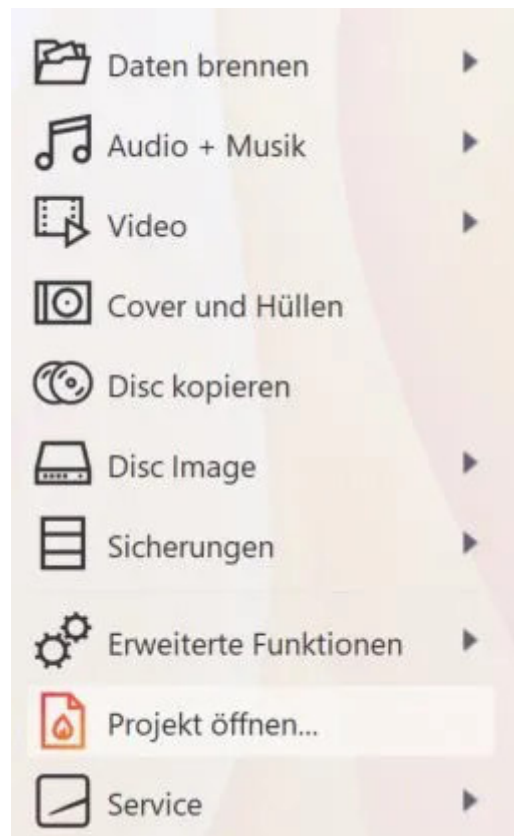 Daten brennen
Audio + Musik
Video
Cover und Hüllen
Disc kopieren
Disc Image
Sicherungen
Erweiterte Funktionen
Projekt öffnen...
Service